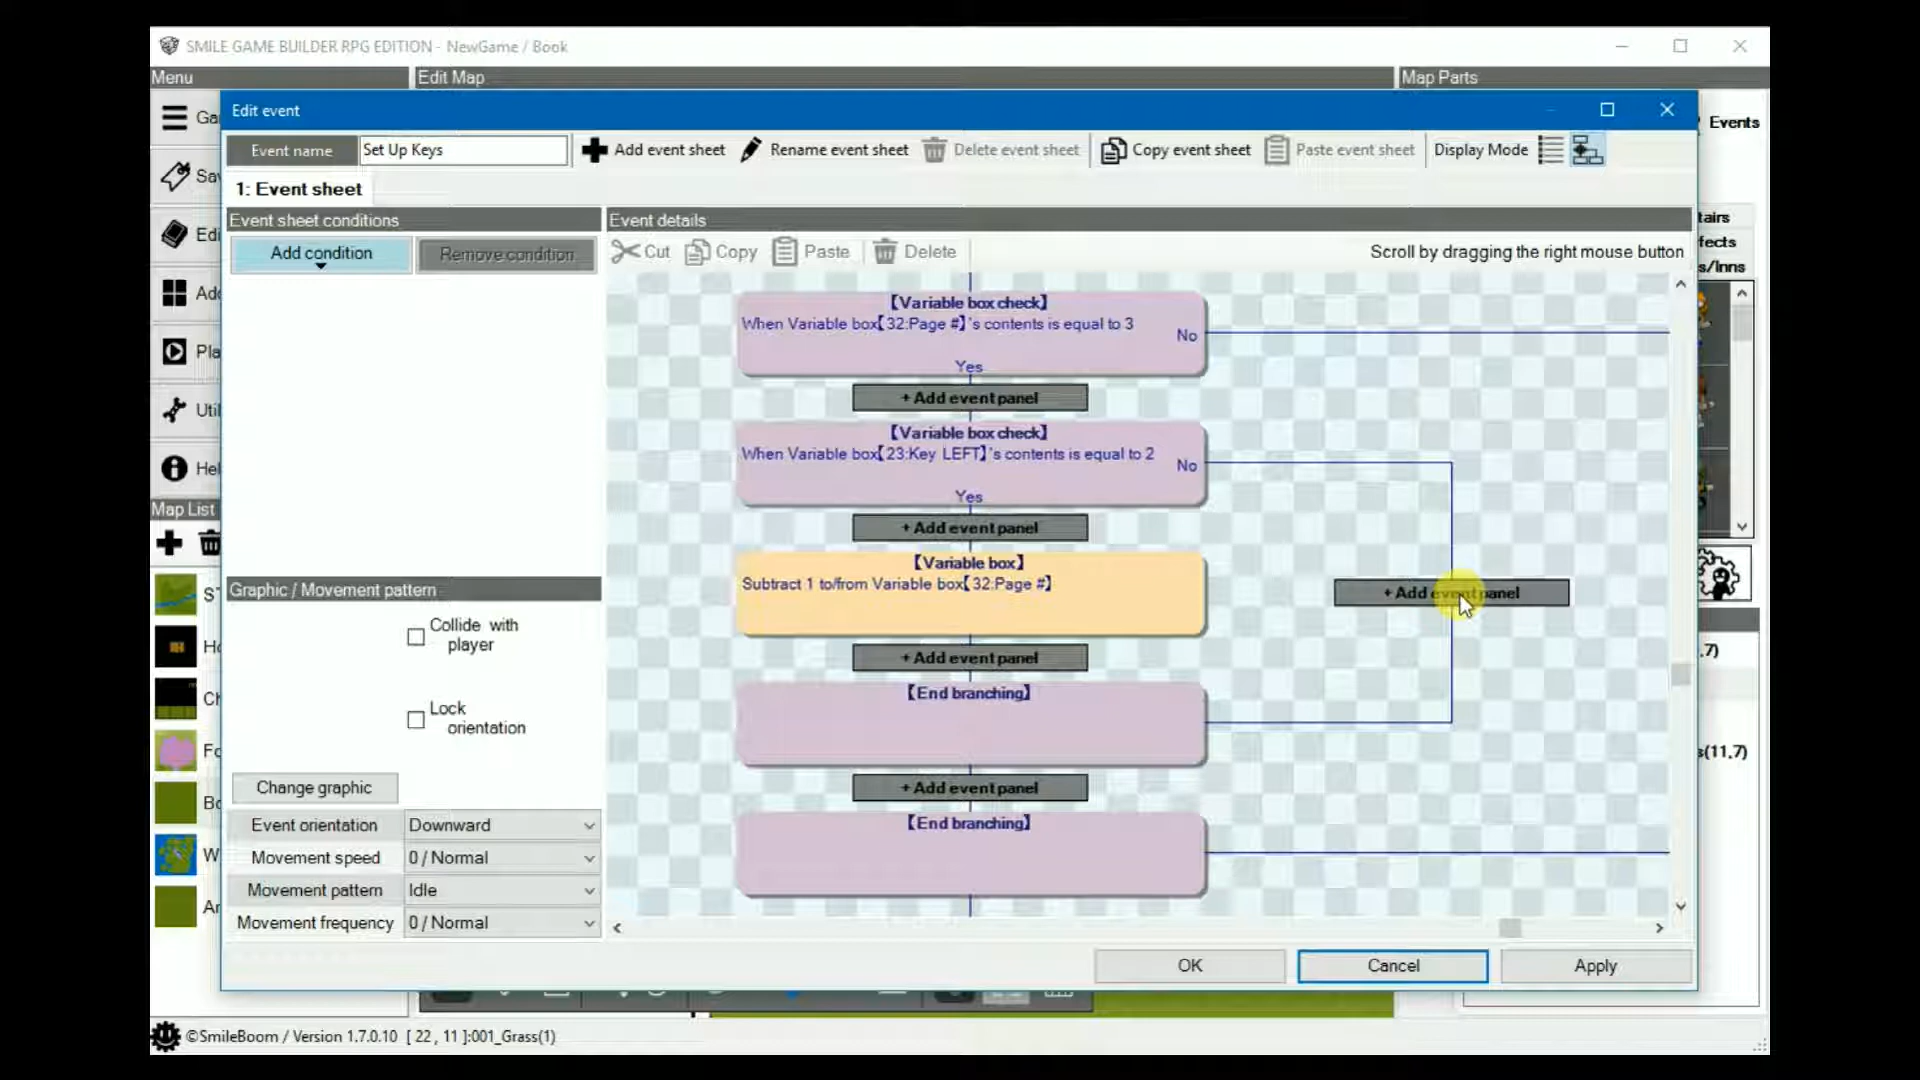 SMILE GAME BUILDER RPG EDITION - NewGame / Book
Menu
Edit Map
Map Parts
Edit event
Events
Event name
Set Up Keys
Add event sheet
Rename event sheet
Delete event sheet
Copy event sheet
Paste event sheet
Display Mode
1: Event sheet
Event sheet conditions
Event details
Add condition
Remove condition
Cut
Copy
Paste
Delete
Scroll by dragging the right mouse button
【Variable box check】
When Variable box【32:Page #】's contents is equal to 3
No
Yes
+ Add event panel
【Variable box check】
When Variable box【23:Key LEFT】's contents is equal to 2
No
Yes
+ Add event panel
【Variable box】
Subtract 1 to/from Variable box【32:Page #】
+ Add event panel
+ Add event panel
【End branching】
+ Add event panel
【End branching】
Map List
Graphic / Movement pattern
Collide with
player
Lock
orientation
Change graphic
Event orientation
Downward
Movement speed
0 / Normal
Movement pattern
Idle
Movement frequency
0 / Normal
OK
Cancel
Apply
©SmileBoom / Version 1.7.0.10 [ 22 , 11 ]:001_Grass(1)